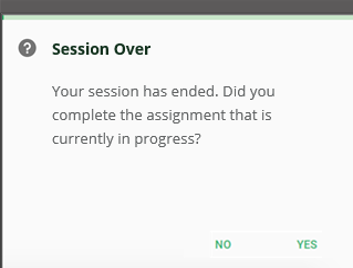 Session Over
Your session has ended. Did you
complete the assignment that is
currently in progress?
NO YES